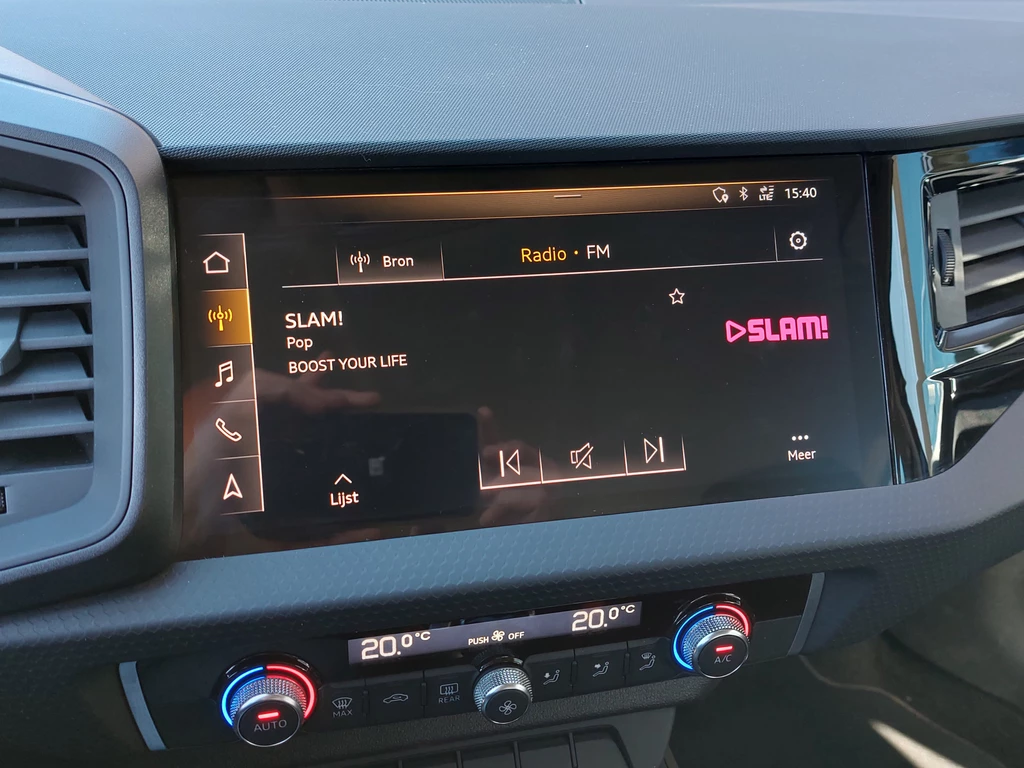 LTE 15:40
Bron
Radio • FM
SLAM!
Pop
BOOST YOUR LIFE
SLAM!
Lijst
Meer
20.0°C
PUSH OFF
20.0°C
AUTO
MAX
REAR
A/C